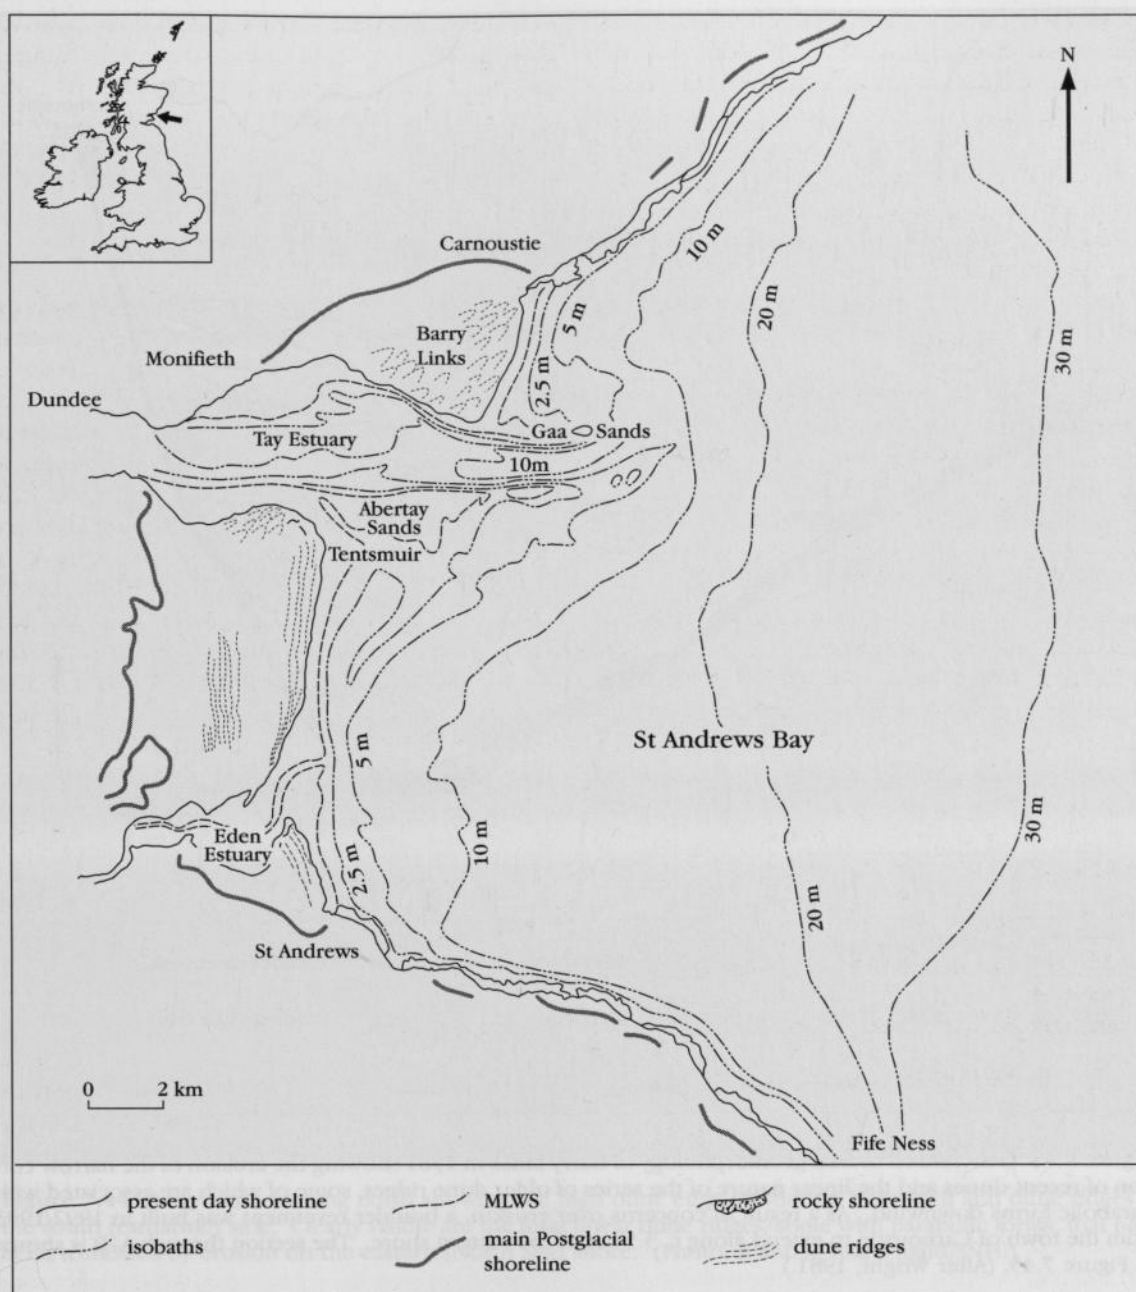 N
Carnoustie
10 m
20 m
5 m
30 m
Barry
Links
Monifieth
2.5 m
Dundee
Gaa Sands
Tay Estuary
10m
Abertay
Sands
Tentsmuir
St Andrews Bay
5 m
30 m
10 m
Eden
Estuary
2.5 m
20 m
St Andrews
0 2 km
Fife Ness
present day shoreline
MLWS
rocky shoreline
isobaths
main Postglacial
shoreline
dune ridges